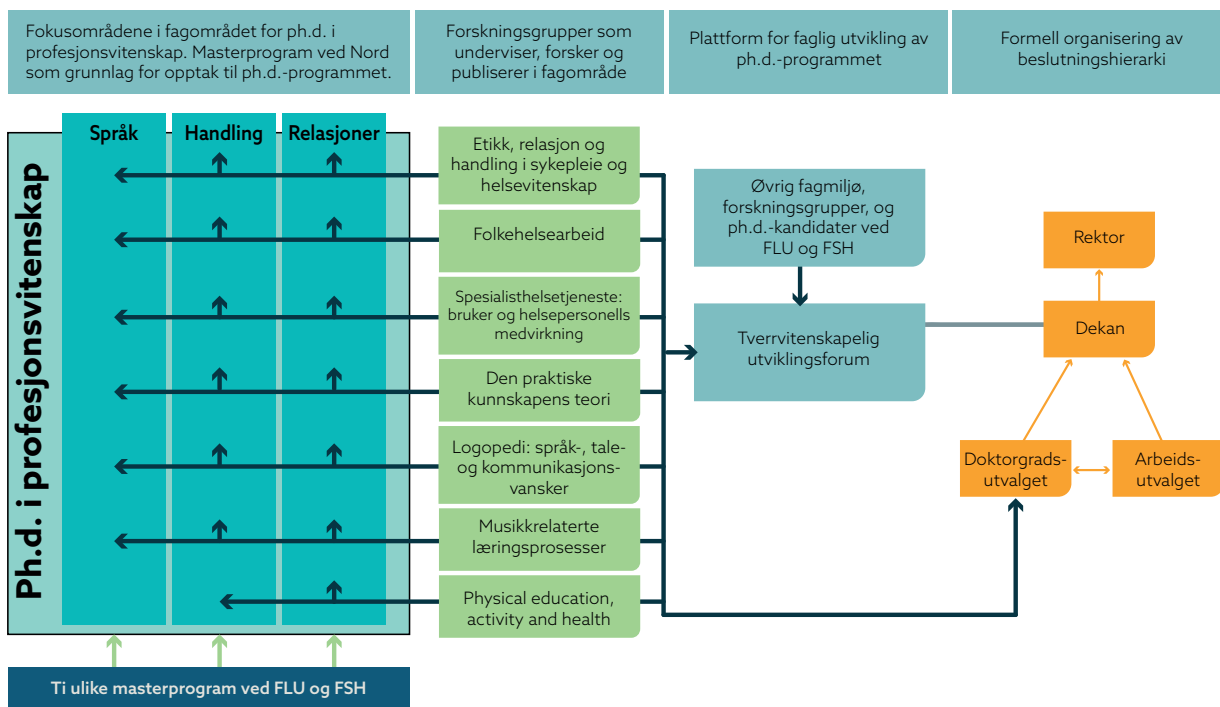 Fokusområdene i fagområdet for ph.d. i
profesjonsvitenskap. Masterprogram ved Nord
som grunnlag for opptak til ph.d.-programmet.
Forskningsgrupper som
underviser, forsker og
publiserer i fagområde
Plattform for faglig utvikling av
ph.d.-programmet
Formell organisering av
beslutningshierarki
Ph.d. i profesjonsvitenskap
Språk
Handling
Relasjoner
Etikk, relasjon og
handling i sykepleie og
helsevitenskap
Folkehelsearbeid
Spesialisthelsetjeneste:
bruker og helsepersonells
medvirkning
Den praktiske
kunnskapens teori
Logopedi: språk-, tale-
og kommunikasjons-
vansker
Musikkrelaterte
læringsprosesser
Physical education,
activity and health
Øvrig fagmiljø,
forskningsgrupper, og
ph.d.-kandidater ved
FLU og FSH
Tverrvitenskapelig
utviklingsforum
Rektor
Dekan
Doktorgrads-
utvalget
Arbeids-
utvalget
Ti ulike masterprogram ved FLU og FSH